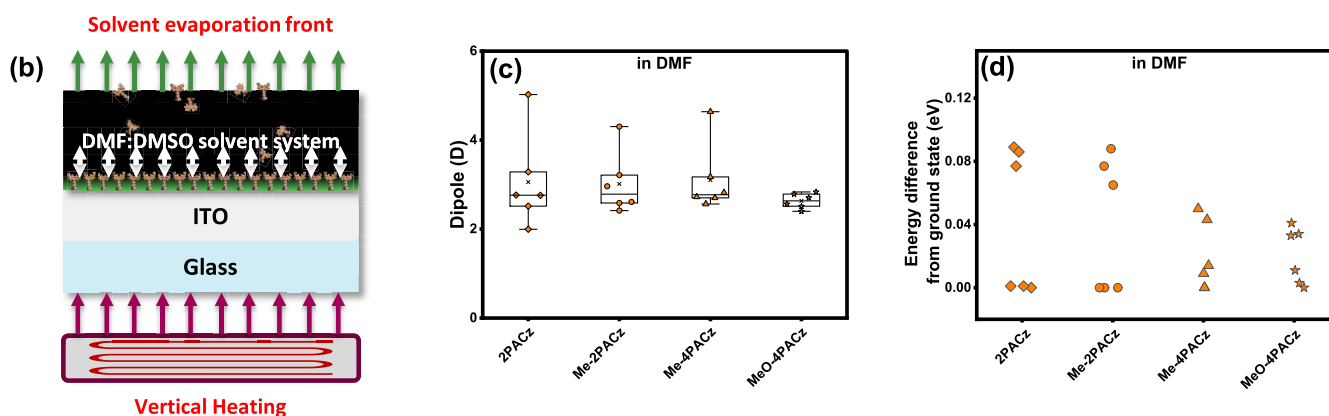 Solvent evaporation front
(b)
DMF:DMSO solvent system
ITO
Glass
Vertical Heating
(c)
in DMF
Dipole (D)
6
4
2
0
2PACz
Me-2PACz
Me-4PACz
MeO-4PACz
(d)
in DMF
Energy difference
from ground state (eV)
0.12
0.08
0.04
0.00
2PACz
Me-2PACz
Me-4PACz
MeO-4PACz